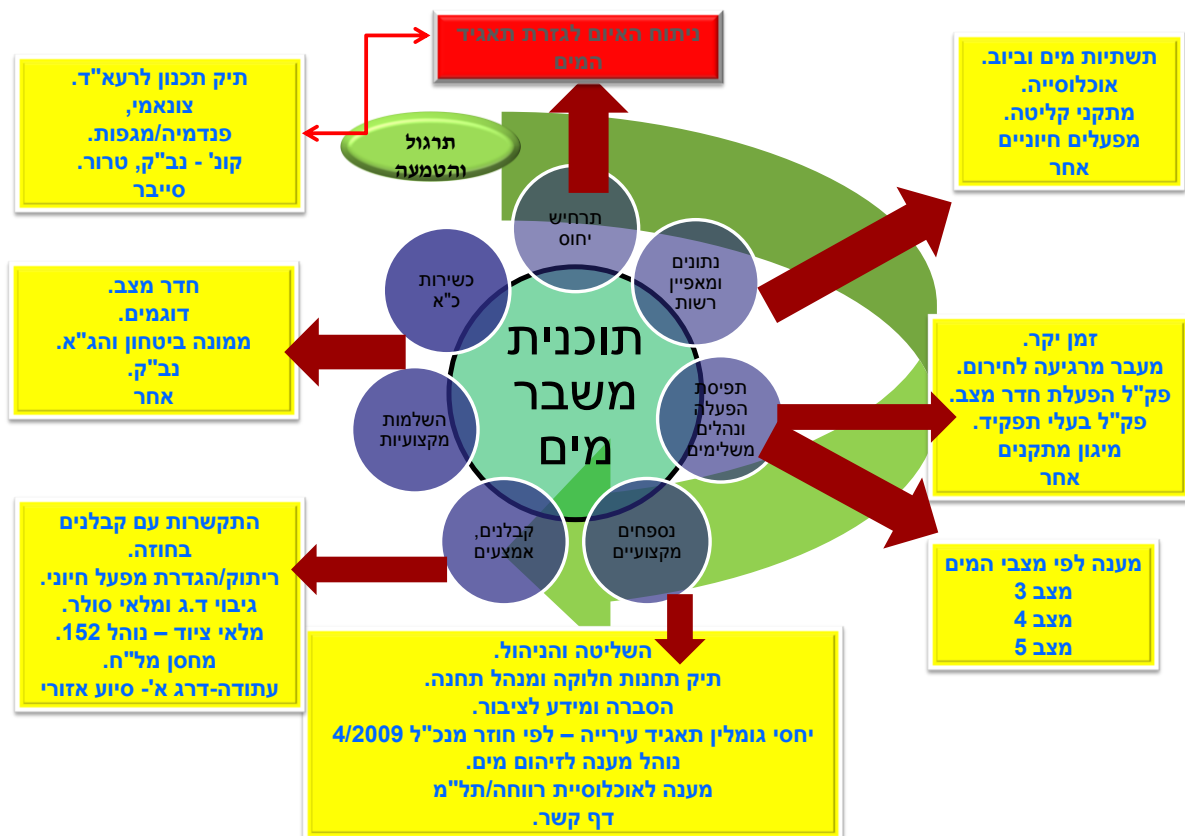 ניתוח האיום לגזרת תאגיד
המים
תיק תכנון לרעא"ד.
צונאמי,
פנדמיה/מגפות.
קונ' - נב"ק, טרור.
סייבר
תרגול
והטמעה
תשתיות מים וביוב.
אוכלוסייה.
מתקני קליטה.
מפעלים חיוניים
אחר
תרחיש
יחוס
נתונים
ומאפיין
רשות
כשירות
כ"א
תוכנית
משבר
מים
תפיסת
הפעלה
ונהלים
משלימים
השלמות
מקצועיות
קבלנים,
אמצעים
נספחים
מקצועיים
חדר מצב.
דוגמים.
ממונה ביטחון והג"א.
נב"ק.
אחר
זמן יקר.
מעבר מרגיעה לחירום.
פק"ל הפעלת חדר מצב.
פק"ל בעלי תפקיד.
מיגון מתקנים
אחר
מענה לפי מצבי המים
מצב 3
מצב 4
מצב 5
התקשרות עם קבלנים
בחוזה.
ריתוק/הגדרת מפעל חיוני.
גיבוי ד.ג ומלאי סולר.
מלאי ציוד – נוהל 152.
מחסן מל"ח.
עתודה-דרג א'- סיוע אזורי
השליטה והניהול.
תיק תחנות חלוקה ומנהל תחנה.
הסברה ומידע לציבור.
יחסי גומלין תאגיד עירייה – לפי חוזר מנכ"ל 4/2009
נוהל מענה לזיהום מים.
מענה לאוכלוסיית רווחה/תל"מ
דף קשר.